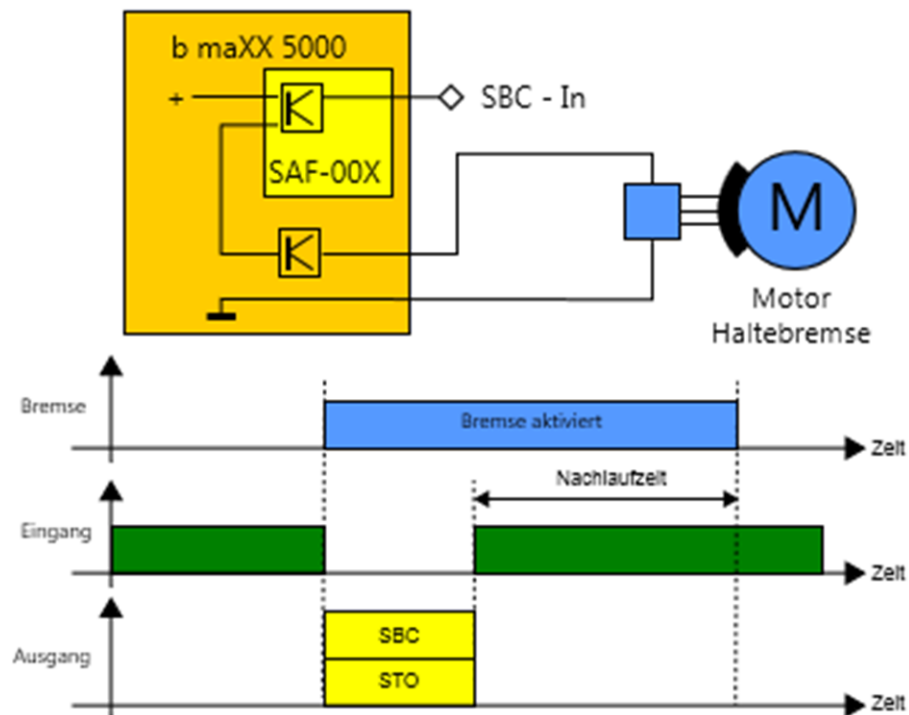 b maXX 5000
+
SBC - In
SAF-00X
M
Motor
Haltebremse
Bremse
Bremse aktiviert
Zeit
Nachlaufzeit
Eingang
Zeit
SBC
Ausgang
STO
Zeit